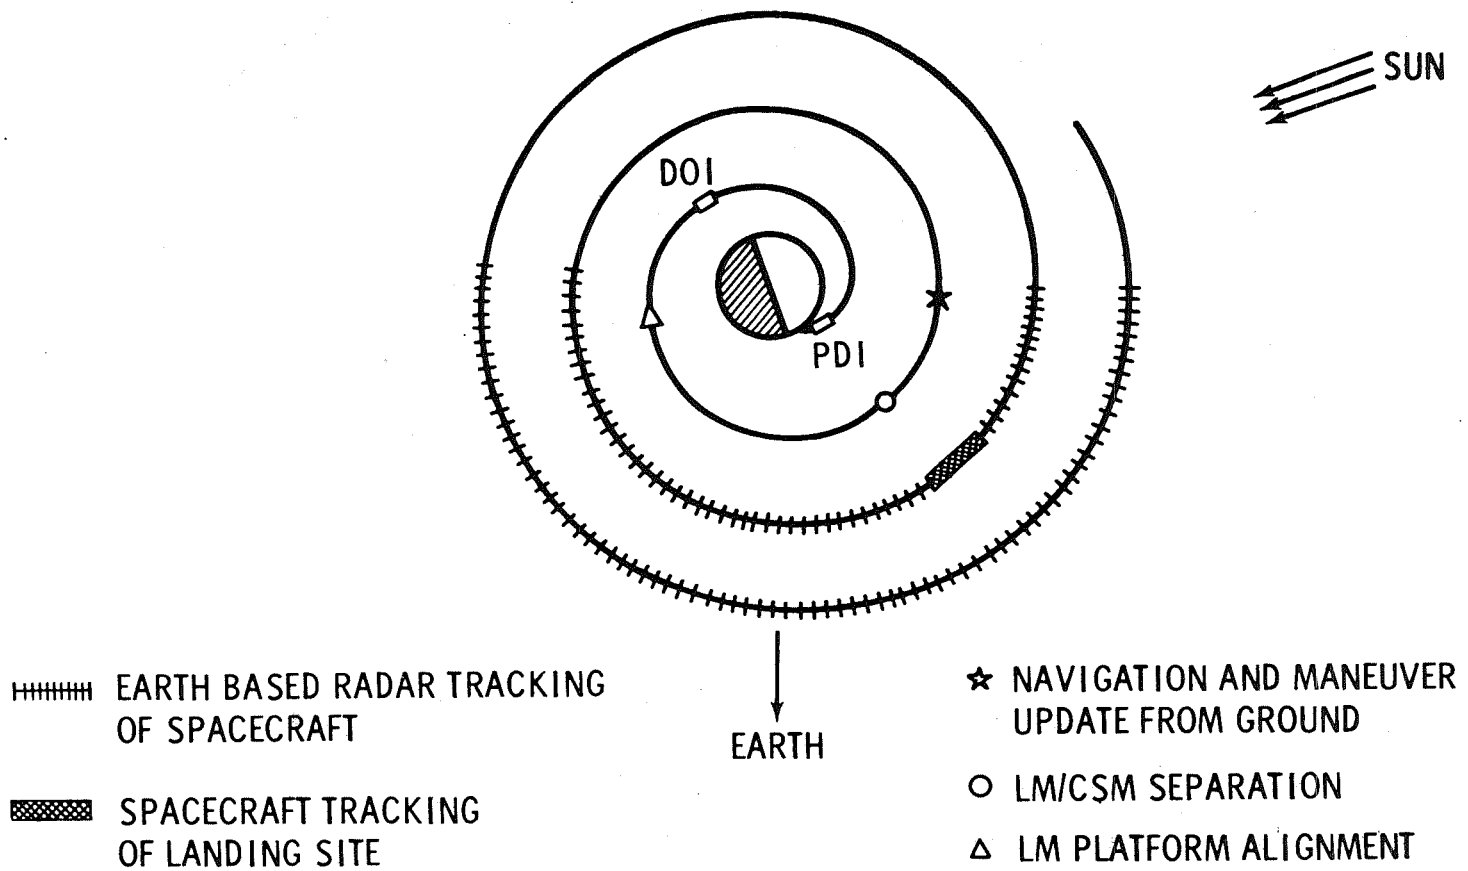 SUN
DOI
PDI
EARTH
EARTH BASED RADAR TRACKING
OF SPACECRAFT
SPACECRAFT TRACKING
OF LANDING SITE
NAVIGATION AND MANEUVER
UPDATE FROM GROUND
LM/CSM SEPARATION
LM PLATFORM ALIGNMENT